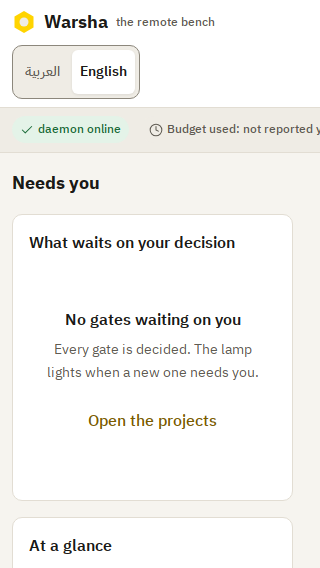 Warsha the remote bench
العربية English
daemon online Budget used: not reported y
Needs you
What waits on your decision
No gates waiting on you
Every gate is decided. The lamp
lights when a new one needs you.
Open the projects
At a glance